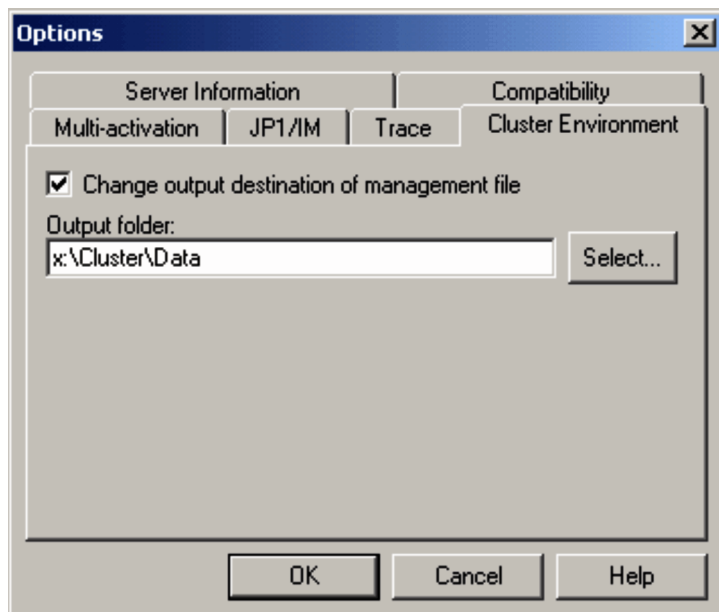 Options
Server Information Compatibility
Multi-activation JP1/IM Trace Cluster Environment
Change output destination of management file
Output folder:
x:\Cluster\Data Select...
OK Cancel Help